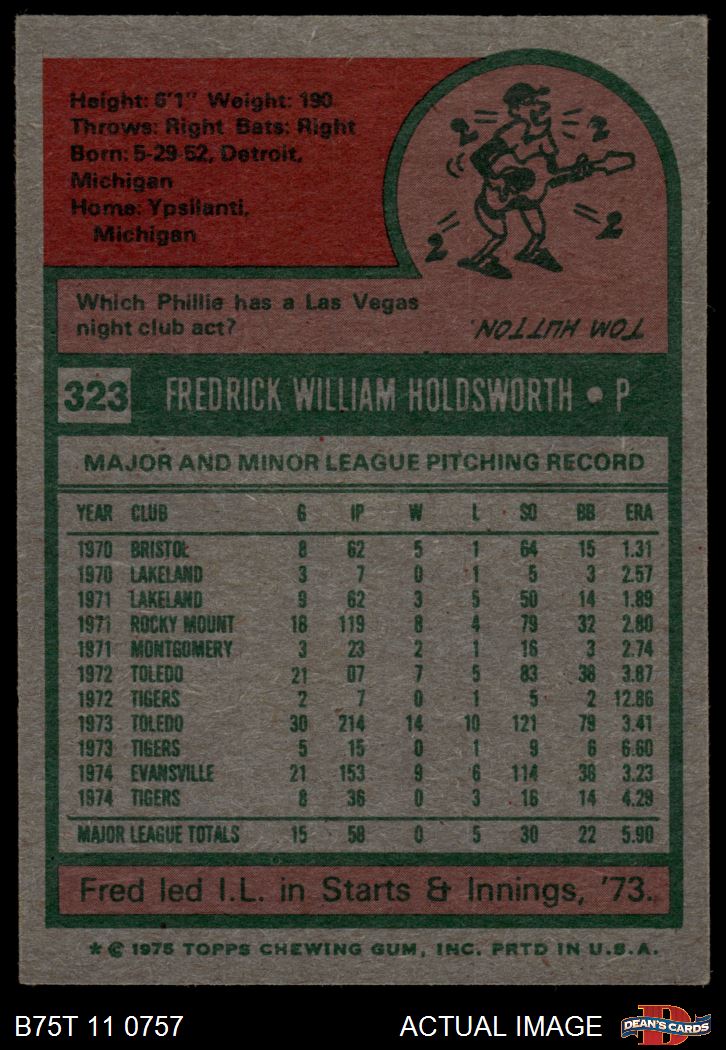 Height: 6'1" Weight: 190
Throws: Right Bats: Right
Born: 5-29-52, Detroit,
Michigan
Home: Ypsilanti,
Michigan
2 2
2 2
Which Phillie has a Las Vegas
night club act?
TOM HUTTON.
323 FREDRICK WILLIAM HOLDSWORTH • P
MAJOR AND MINOR LEAGUE PITCHING RECORD
YEAR CLUB G IP W L SO BB ERA
1970 BRISTOL 8 62 5 1 64 15 1.31
1970 LAKELAND 3 7 0 1 5 3 2.57
1971 LAKELAND 9 62 3 5 50 14 1.89
1971 ROCKY MOUNT 18 119 8 4 79 32 2.80
1971 MONTGOMERY 3 23 2 1 16 3 2.74
1972 TOLEDO 21 07 7 5 83 38 3.87
1972 TIGERS 2 7 0 1 5 2 12.86
1973 TOLEDO 30 214 14 10 121 79 3.41
1973 TIGERS 5 15 0 1 9 6 6.60
1974 EVANSVILLE 21 153 9 6 114 36 3.23
1974 TIGERS 8 36 0 3 16 14 4.29
MAJOR LEAGUE TOTALS 15 58 0 5 30 22 5.90
Fred led I.L. in Starts & Innings, '73.
* © 1975 TOPPS CHEWING GUM, INC. PRTD IN U.S.A.
B75T 11 0757 ACTUAL IMAGE D DEAN'S CARDS